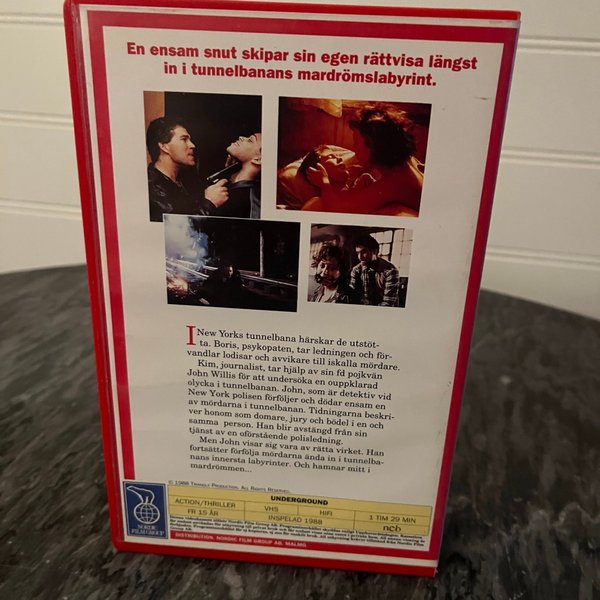 En ensam snut skipar sin egen rättvisa längst
in i tunnelbanans mardrömslabyrint.
I New Yorks tunnelbana härskar de utstöt-
ta. Boris, psykopaten, tar ledningen och för-
vandlar lodisar och avvikare till iskalla mördare.
Kim, journalist, tar hjälp av sin fd pojkvän
John Willis för att undersöka en ouppklarad
olycka i tunnelbanan. John, som är detektiv vid
New York polisen förföljer och dödar ensam en
av mördarna i tunnelbanan. Tidningarna beskri-
ver honom som domare, jury och bödel i en och
samma person. Han blir avstängd från sin
tjänst av en oförstående polisledning.
Men John visar sig vara av rätta virket. Han
fortsätter förfölja mördarna ända in i tunnelba-
nans innersta labyrinter. Och hamnar mitt i
mardrömmen...
© 1988 Triangle Production. All Rights Reserved.
UNDERGROUND
ACTION/THRILLER VHS HIFI 1 TIM 29 MIN
FR 15 ÅR INSPELAD 1988 ncb
NORDIC
FILM GROUP
DISTRIBUTION: NORDIC FILM GROUP AB. MALMÖ